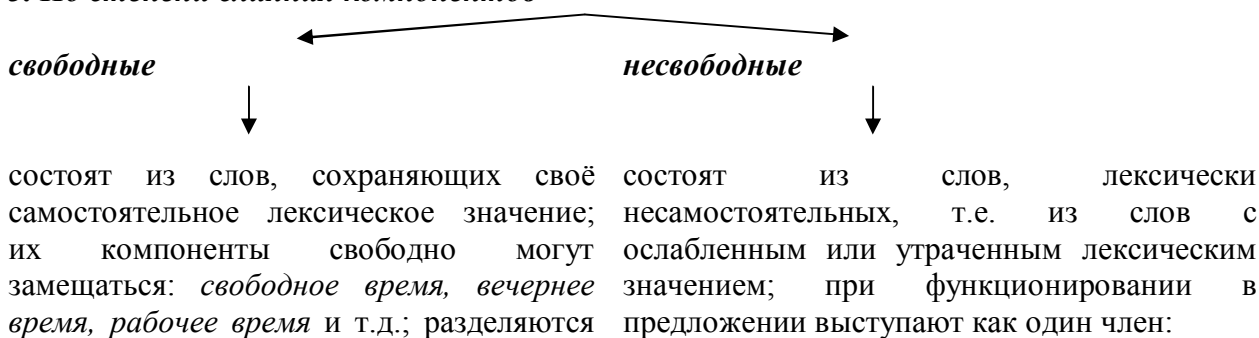 свободные
несвободные
состоят из слов, сохраняющих своё
самостоятельное лексическое значение;
их компоненты свободно могут
замещаться: свободное время, вечернее
время, рабочее время и т.д.; разделяются
состоят из слов, лексически
несамостоятельных, т.е. из слов с
ослабленным или утраченным лексическим
значением; при функционировании в
предложении выступают как один член: